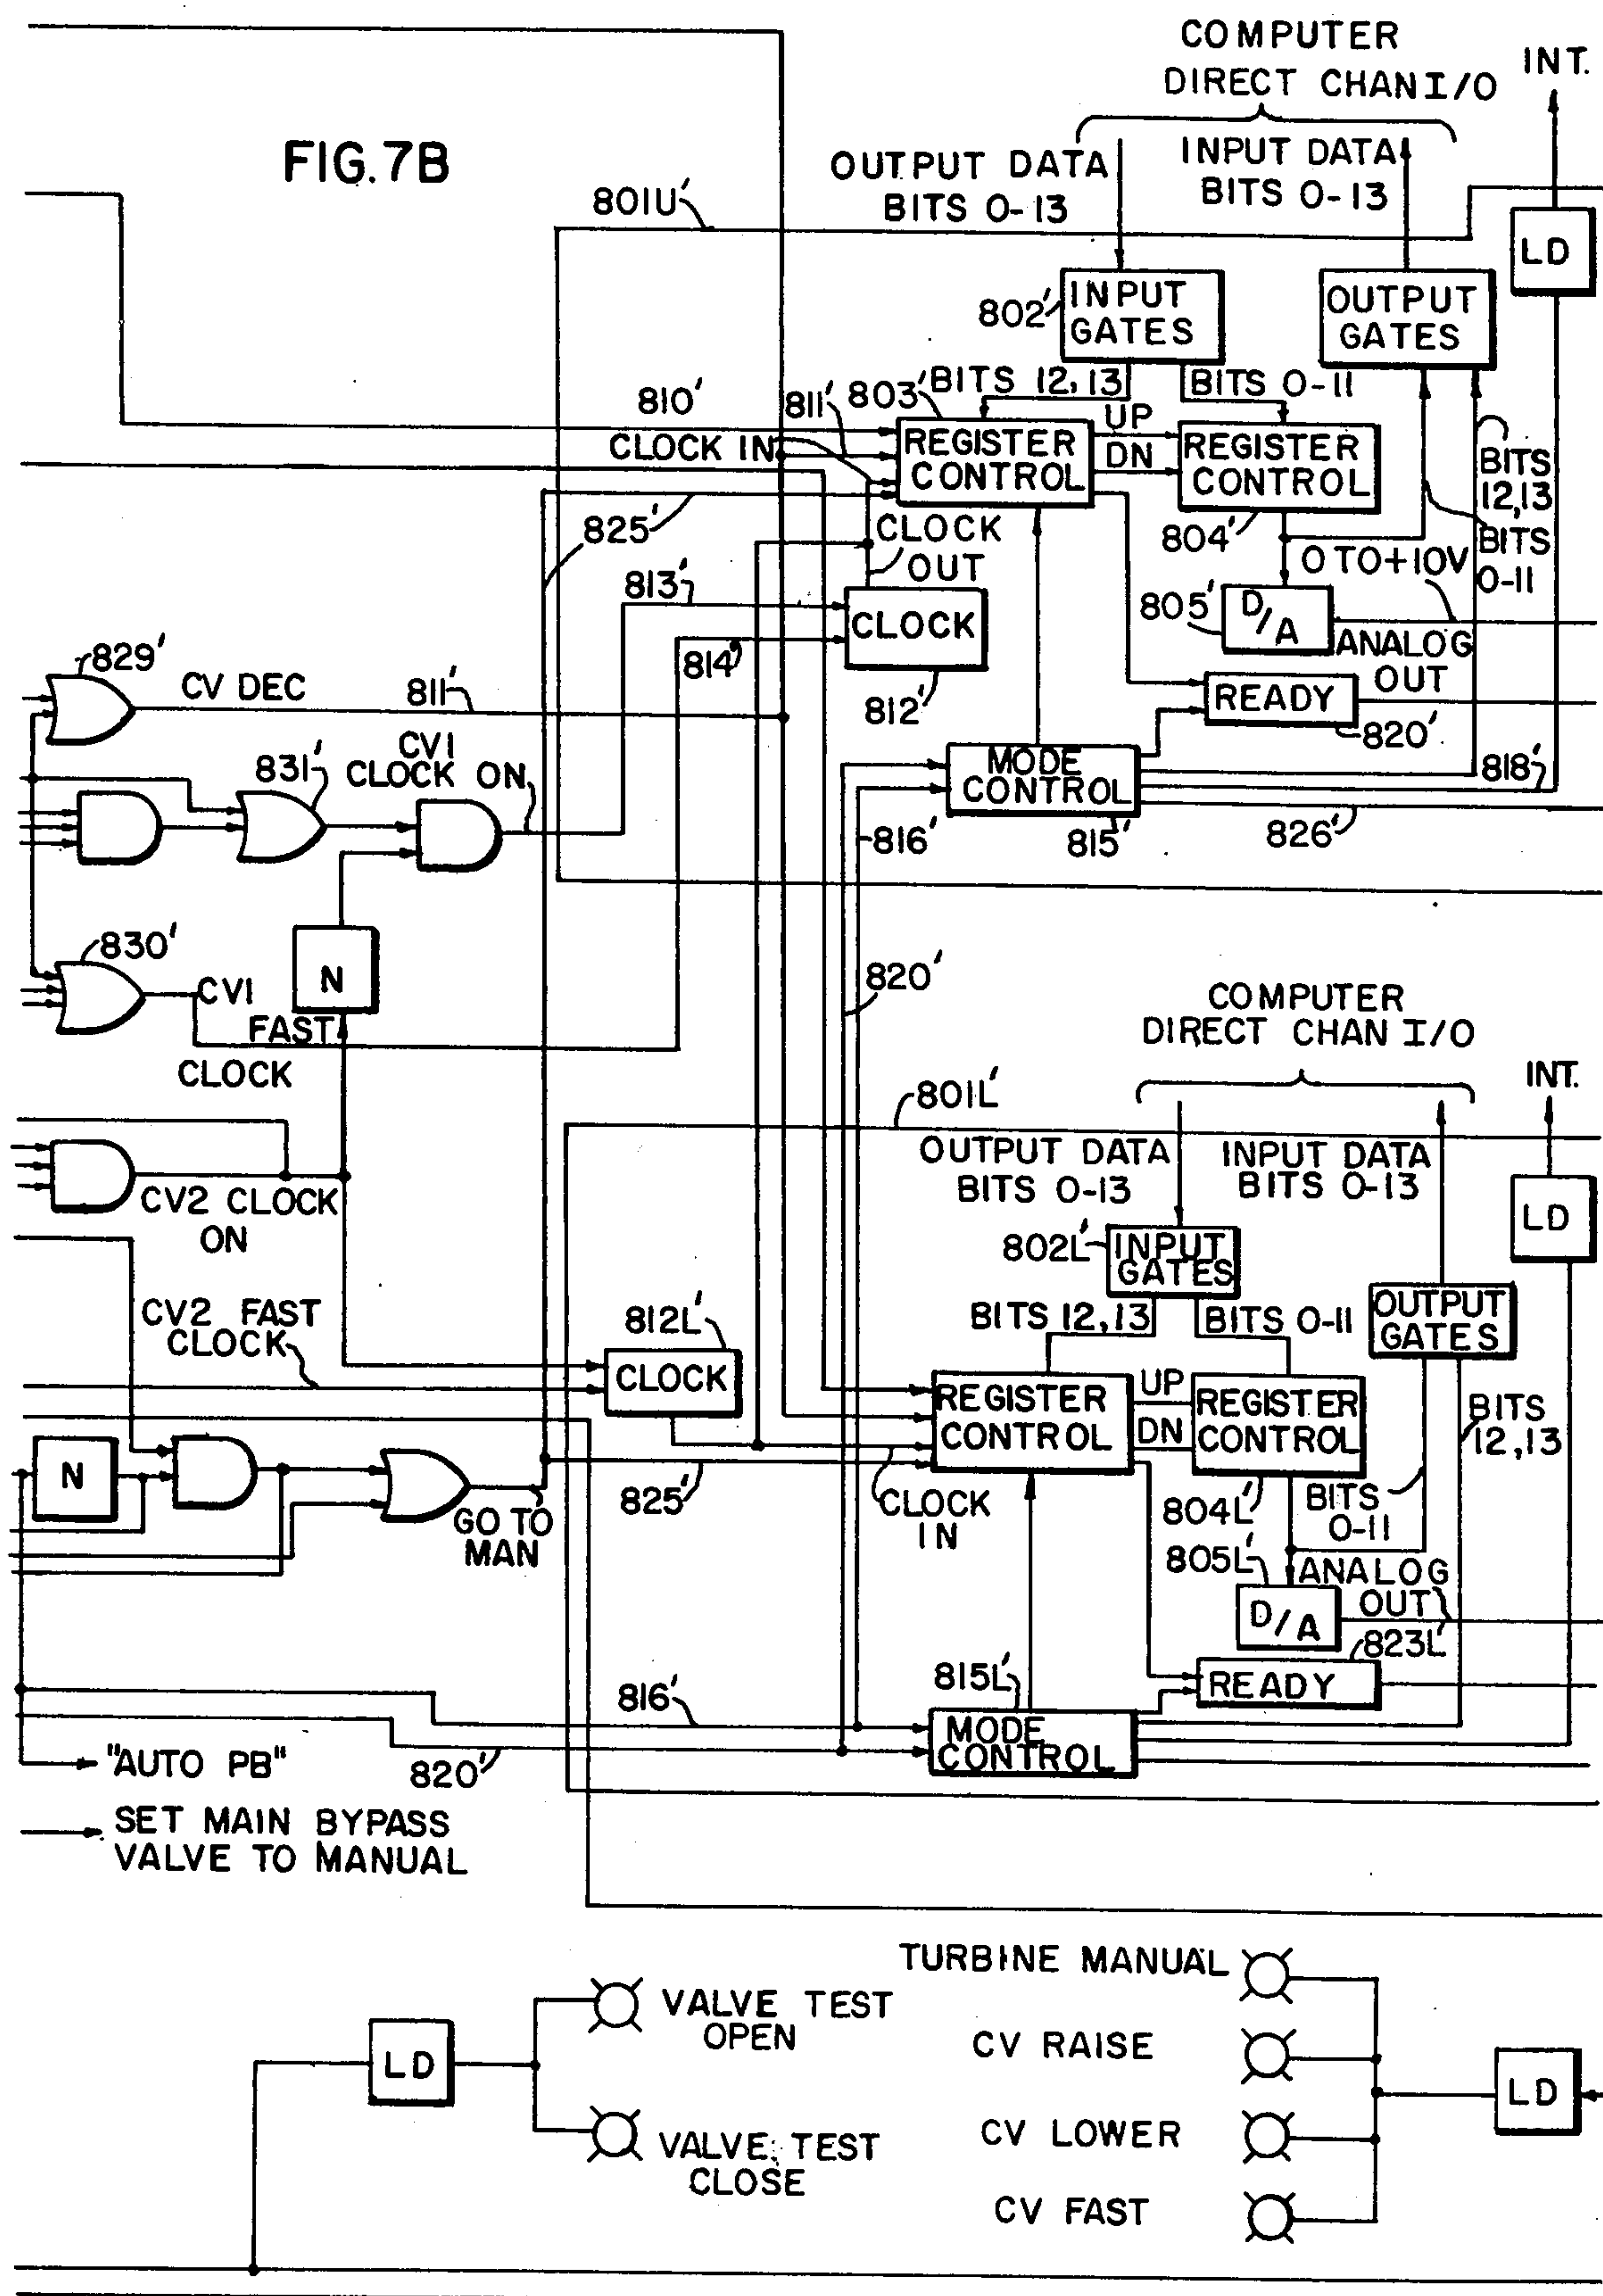 COMPUTER
DIRECT CHAN I/O
INT.
FIG. 7B
OUTPUT DATA
BITS 0-13
INPUT DATA
BITS 0-13
801U'
LD
802'
INPUT
GATES
OUTPUT
GATES
BITS 12,13
BITS 0-11
810'
811'
803'
CLOCK IN
REGISTER
CONTROL
UP
DN
REGISTER
CONTROL
BITS
12,13
825'
CLOCK
OUT
804'
0 TO +10V
BITS
0-11
813'
CLOCK
805'
D/A
ANALOG
OUT
814'
812'
829'
CV DEC
811'
READY
820'
831'
CV1
CLOCK ON
MODE
CONTROL
818'
816'
815'
826'
830'
N
CV1
FAST
CLOCK
820'
COMPUTER
DIRECT CHAN I/O
INT.
801L'
OUTPUT DATA
BITS 0-13
INPUT DATA
BITS 0-13
CV2 CLOCK
ON
LD
802L'
INPUT
GATES
CV2 FAST
CLOCK
812L'
BITS 12,13
BITS 0-11
OUTPUT
GATES
CLOCK
REGISTER
CONTROL
UP
DN
REGISTER
CONTROL
BITS
12,13
N
825'
CLOCK
IN
804L'
BITS
0-11
GO TO
MAN
805L'
ANALOG
OUT
D/A
823L'
READY
816'
815L'
MODE
CONTROL
"AUTO PB"
820'
SET MAIN BYPASS
VALVE TO MANUAL
TURBINE MANUAL
VALVE TEST
OPEN
CV RAISE
LD
LD
CV LOWER
VALVE TEST
CLOSE
CV FAST